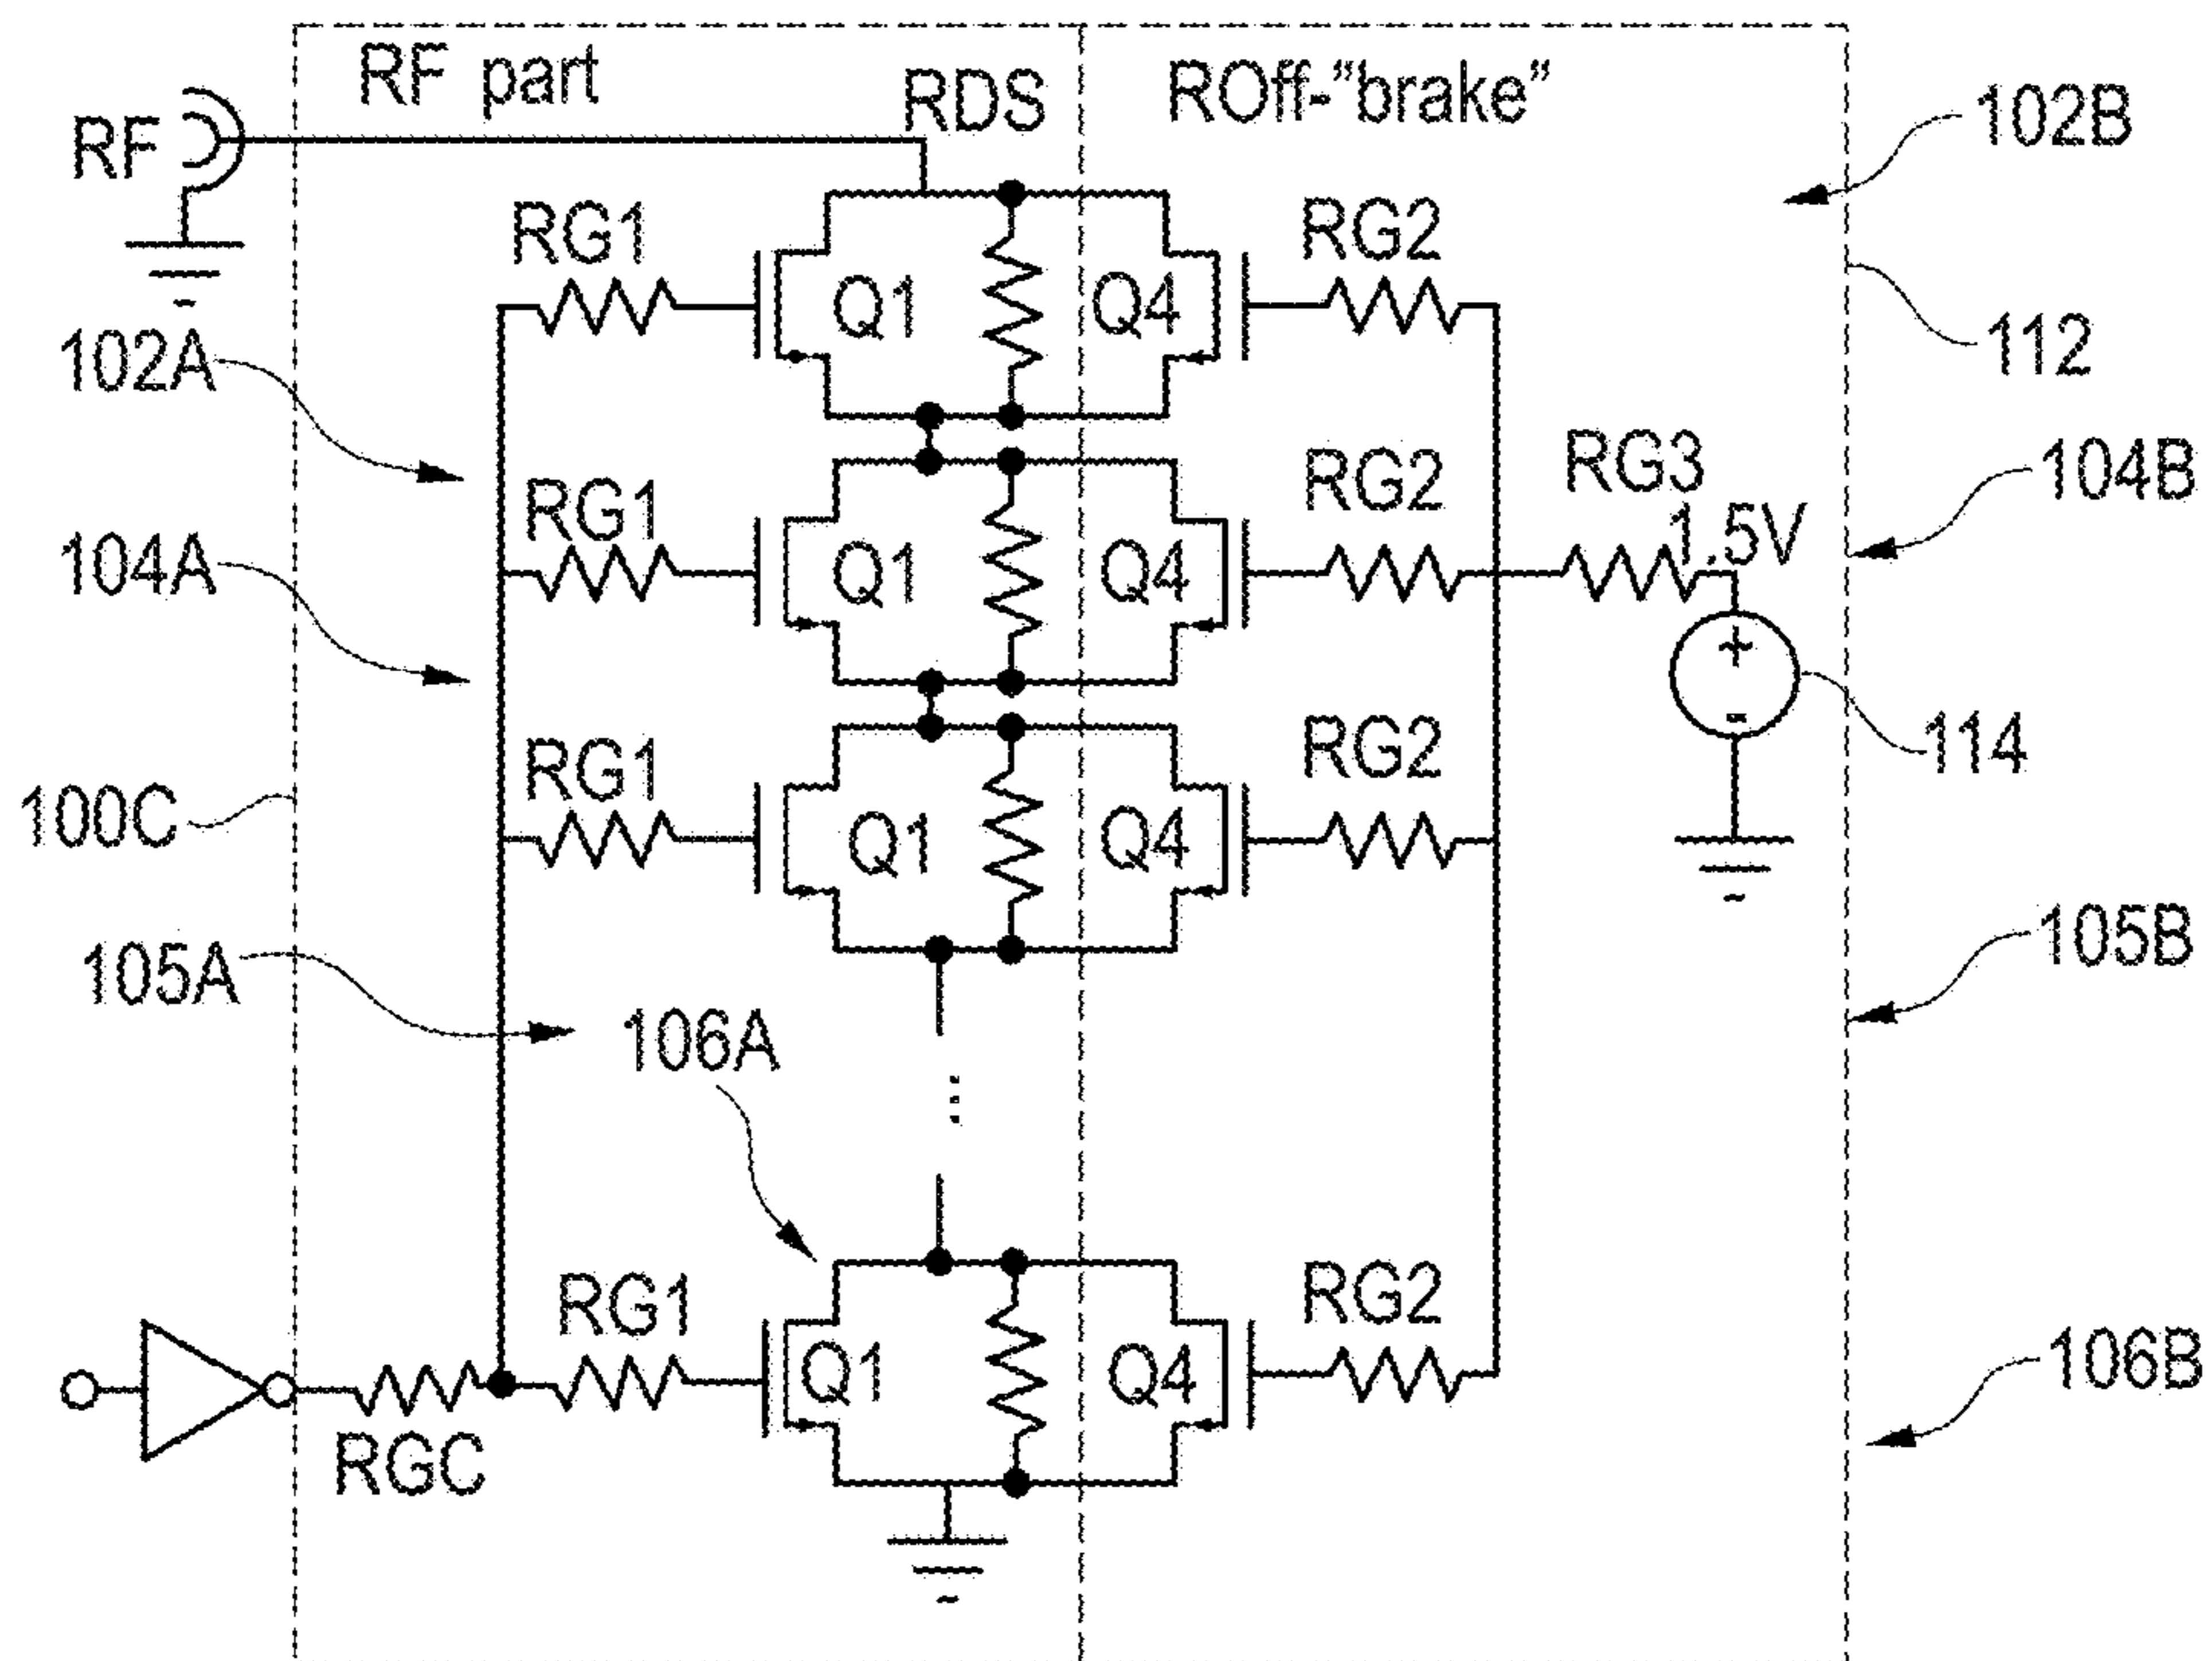 RF part
RDS
ROff-"brake"
102B
RF
RG1
RG2
Q1
Q4
112
102A
RG3
1.5V
104B
RG1
RG2
104A
Q1
Q4
+
-
114
RG1
RG2
100C
Q1
Q4
105A
105B
106A
...
RG1
RG2
Q1
Q4
106B
RGC